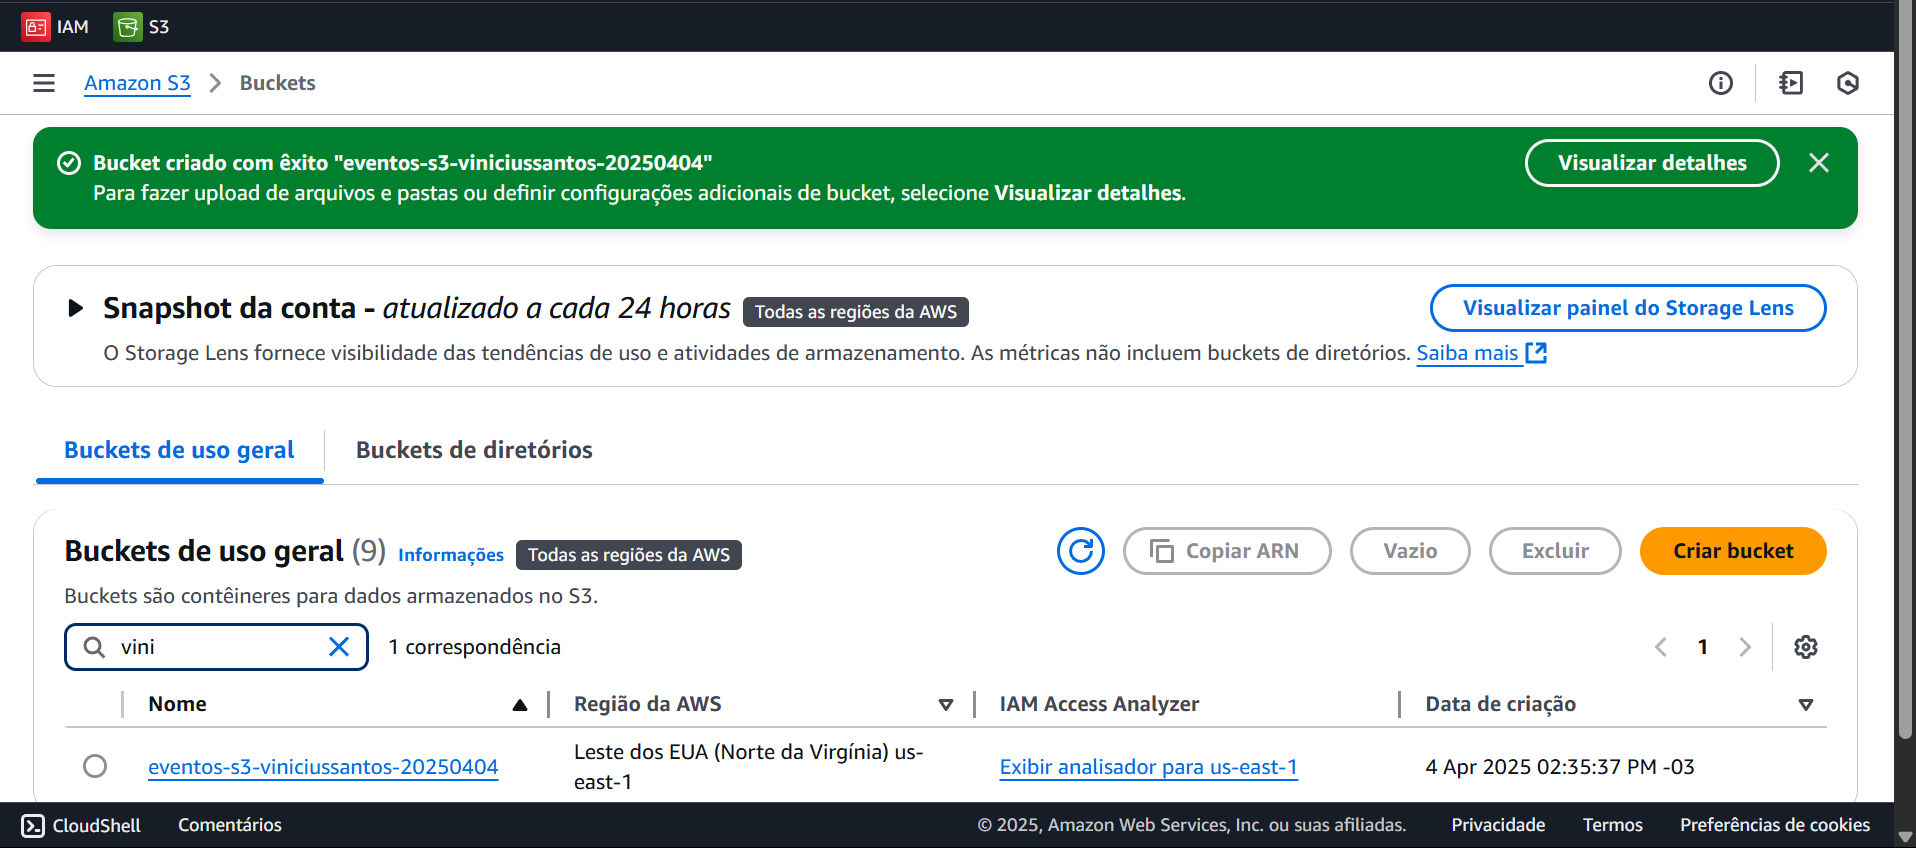 IAM S3
Amazon S3 Buckets
Bucket criado com êxito "eventos-s3-viniciussantos-20250404"
Para fazer upload de arquivos e pastas ou definir configurações adicionais de bucket, selecione Visualizar detalhes.
Visualizar detalhes
Snapshot da conta - atualizado a cada 24 horas Todas as regiões da AWS
Visualizar painel do Storage Lens
O Storage Lens fornece visibilidade das tendências de uso e atividades de armazenamento. As métricas não incluem buckets de diretórios. Saiba mais
Buckets de uso geral Buckets de diretórios
Buckets de uso geral (9) Informações Todas as regiões da AWS
Copiar ARN Vazio Excluir Criar bucket
Buckets são contêineres para dados armazenados no S3.
vini 1 correspondência 1
Nome Região da AWS IAM Access Analyzer Data de criação
eventos-s3-viniciussantos-20250404
Leste dos EUA (Norte da Virgínia) us-
east-1
Exibir analisador para us-east-1
4 Apr 2025 02:35:37 PM -03
CloudShell Comentários © 2025, Amazon Web Services, Inc. ou suas afiliadas. Privacidade Termos Preferências de cookies